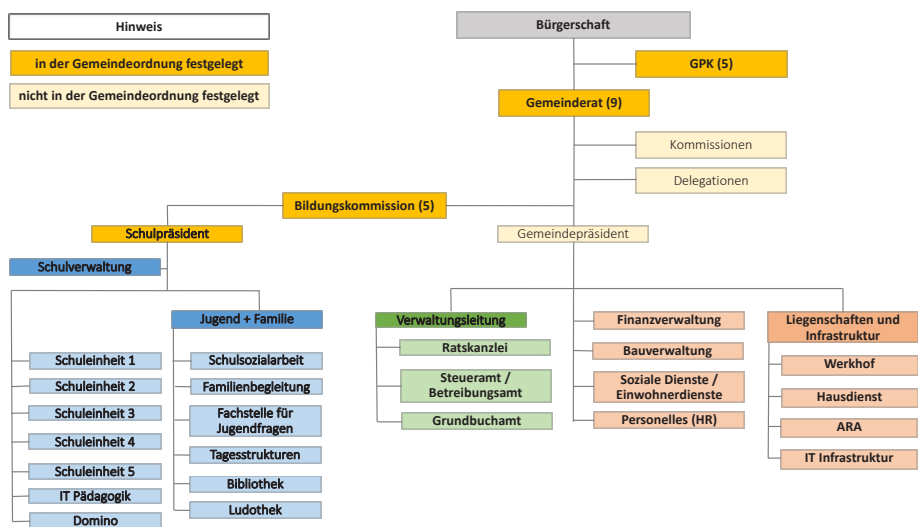 Hinweis
in der Gemeindeordnung festgelegt
nicht in der Gemeindeordnung festgelegt
Bürgerschaft
GPK (5)
Gemeinderat (9)
Kommissionen
Delegationen
Bildungskommission (5)
Schulpräsident
Gemeindepräsident
Schulverwaltung
Jugend + Familie
Schuleinheit 1
Schuleinheit 2
Schuleinheit 3
Schuleinheit 4
Schuleinheit 5
IT Pädagogik
Domino
Schulsozialarbeit
Familienbegleitung
Fachstelle für
Jugendfragen
Tagesstrukturen
Bibliothek
Ludothek
Verwaltungsleitung
Ratskanzlei
Steueramt /
Betreibungsamt
Grundbuchamt
Finanzverwaltung
Bauverwaltung
Soziale Dienste /
Einwohnerdienste
Personelles (HR)
Liegenschaften und
Infrastruktur
Werkhof
Hausdienst
ARA
IT Infrastruktur